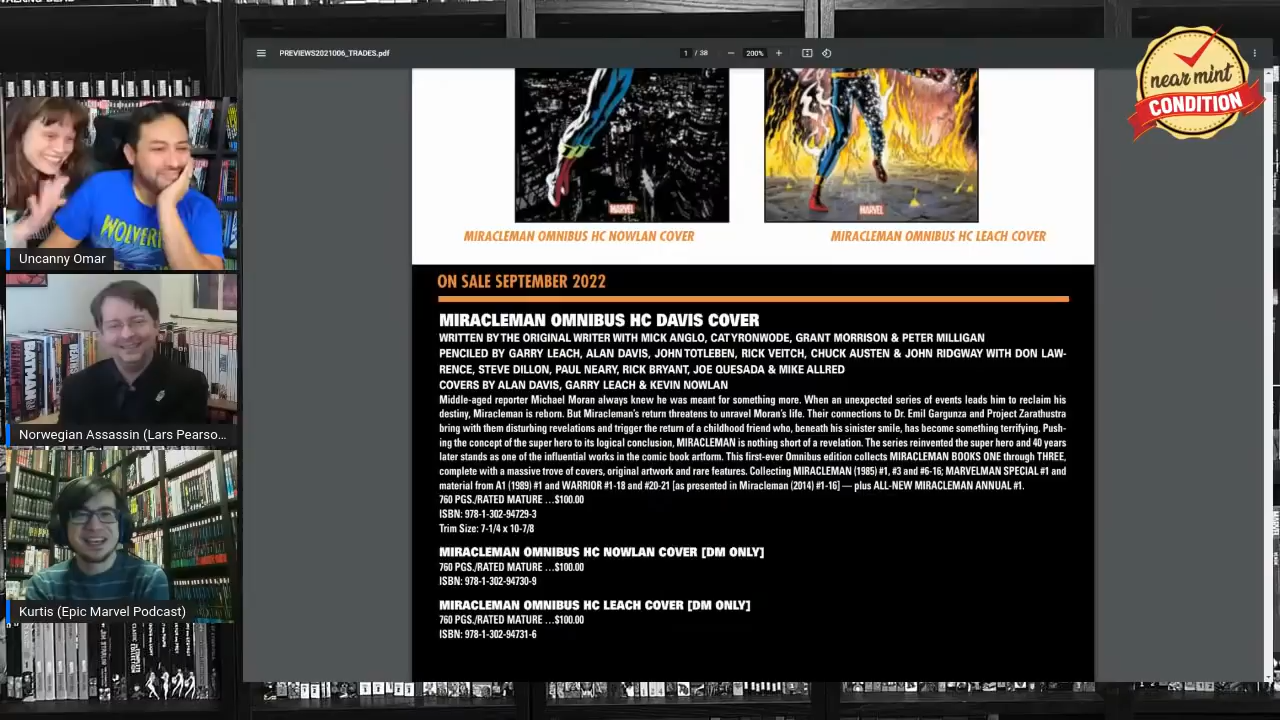 WALKING DEAD
PREVIEWS2021006_TRADES.pdf
1 / 38
200%
near mint
CONDITION
WOLVERI
Uncanny Omar
BATMAN
Norwegian Assassin (Lars Pearso...
Kurtis (Epic Marvel Podcast)
MARVEL
MARVEL
MIRACLEMAN OMNIBUS HC NOWLAN COVER
MIRACLEMAN OMNIBUS HC LEACH COVER
ON SALE SEPTEMBER 2022
MIRACLEMAN OMNIBUS HC DAVIS COVER
WRITTEN BY THE ORIGINAL WRITER WITH MICK ANGLO, CAT YRONWODE, GRANT MORRISON & PETER MILLIGAN
PENCILED BY GARRY LEACH, ALAN DAVIS, JOHN TOTLEBEN, RICK VEITCH, CHUCK AUSTEN & JOHN RIDGWAY WITH DON LAW-
RENCE, STEVE DILLON, PAUL NEARY, RICK BRYANT, JOE QUESADA & MIKE ALLRED
COVERS BY ALAN DAVIS, GARRY LEACH & KEVIN NOWLAN
Middle-aged reporter Michael Moran always knew he was meant for something more. When an unexpected series of events leads him to reclaim his
destiny, Miracleman is reborn. But Miracleman's return threatens to unravel Moran's life. Their connections to Dr. Emil Gargunza and Project Zarathustra
bring with them disturbing revelations and trigger the return of a childhood friend who, beneath his sinister smile, has become something terrifying. Push-
ing the concept of the super hero to its logical conclusion, MIRACLEMAN is nothing short of a revelation. The series reinvented the super hero and 40 years
later stands as one of the influential works in the comic book artform. This first-ever Omnibus edition collects MIRACLEMAN BOOKS ONE through THREE,
complete with a massive trove of covers, original artwork and rare features. Collecting MIRACLEMAN (1985) #1, #3 and #6-16; MARVELMAN SPECIAL #1 and
material from A1 (1989) #1 and WARRIOR #1-18 and #20-21 [as presented in Miracleman (2014) #1-16] — plus ALL-NEW MIRACLEMAN ANNUAL #1.
760 PGS./RATED MATURE ...$100.00
ISBN: 978-1-302-94729-3
Trim Size: 7-1/4 x 10-7/8
MIRACLEMAN OMNIBUS HC NOWLAN COVER [DM ONLY]
760 PGS./RATED MATURE ...$100.00
ISBN: 978-1-302-94730-9
MIRACLEMAN OMNIBUS HC LEACH COVER [DM ONLY]
760 PGS./RATED MATURE ...$100.00
ISBN: 978-1-302-94731-6